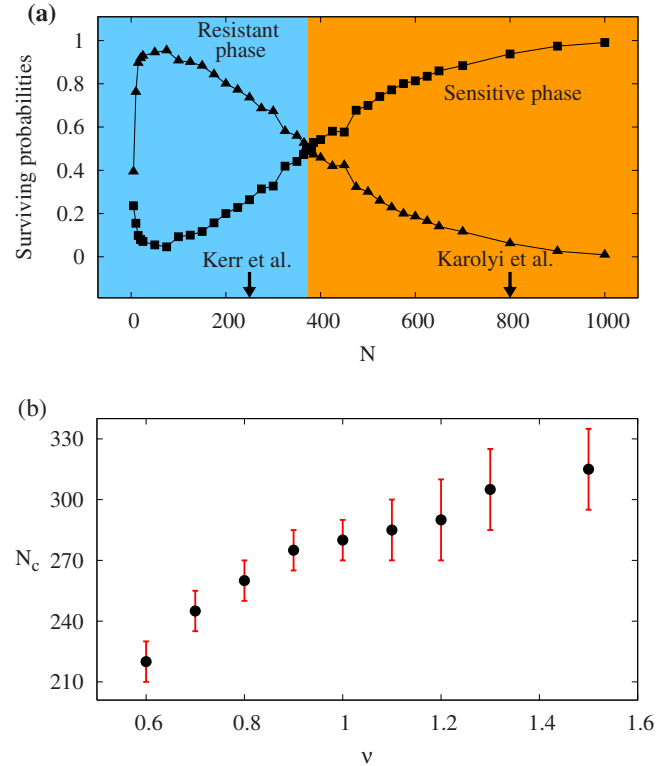 (a)
Surviving probabilities
1
0.8
0.6
0.4
0.2
0
Resistant
phase
Sensitive phase
Kerr et al.
Karolyi et al.
0 200 400 600 800 1000
N
(b)
N_c
330
300
270
240
210
0.6 0.8 1 1.2 1.4 1.6
ν